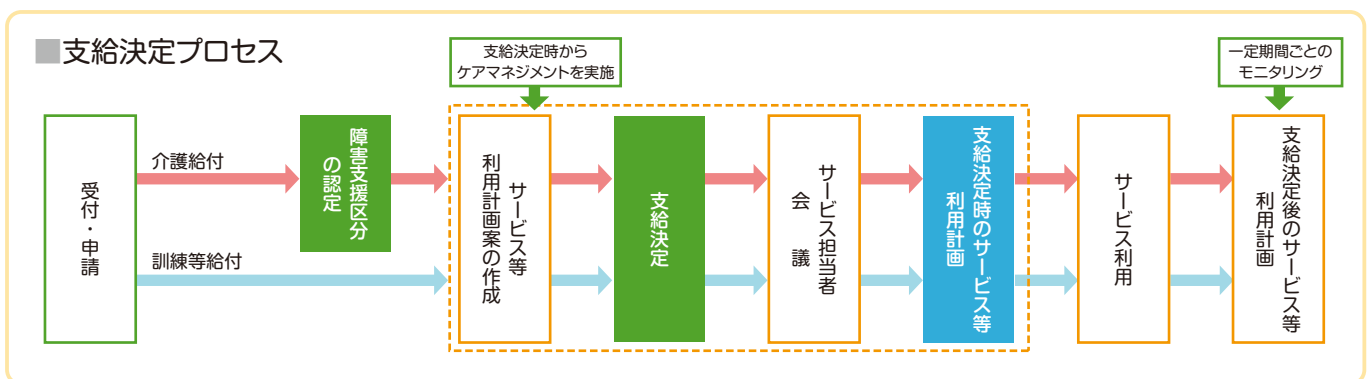 ■支給決定プロセス
支給決定時から
ケアマネジメントを実施
一定期間ごとの
モニタリング
受付・申請
介護給付
訓練等給付
障害支援区分
の認定
サービス等
利用計画案の作成
支給決定
サービス担当者
会議
支給決定時のサービス等
利用計画
サービス利用
支給決定後のサービス等
利用計画